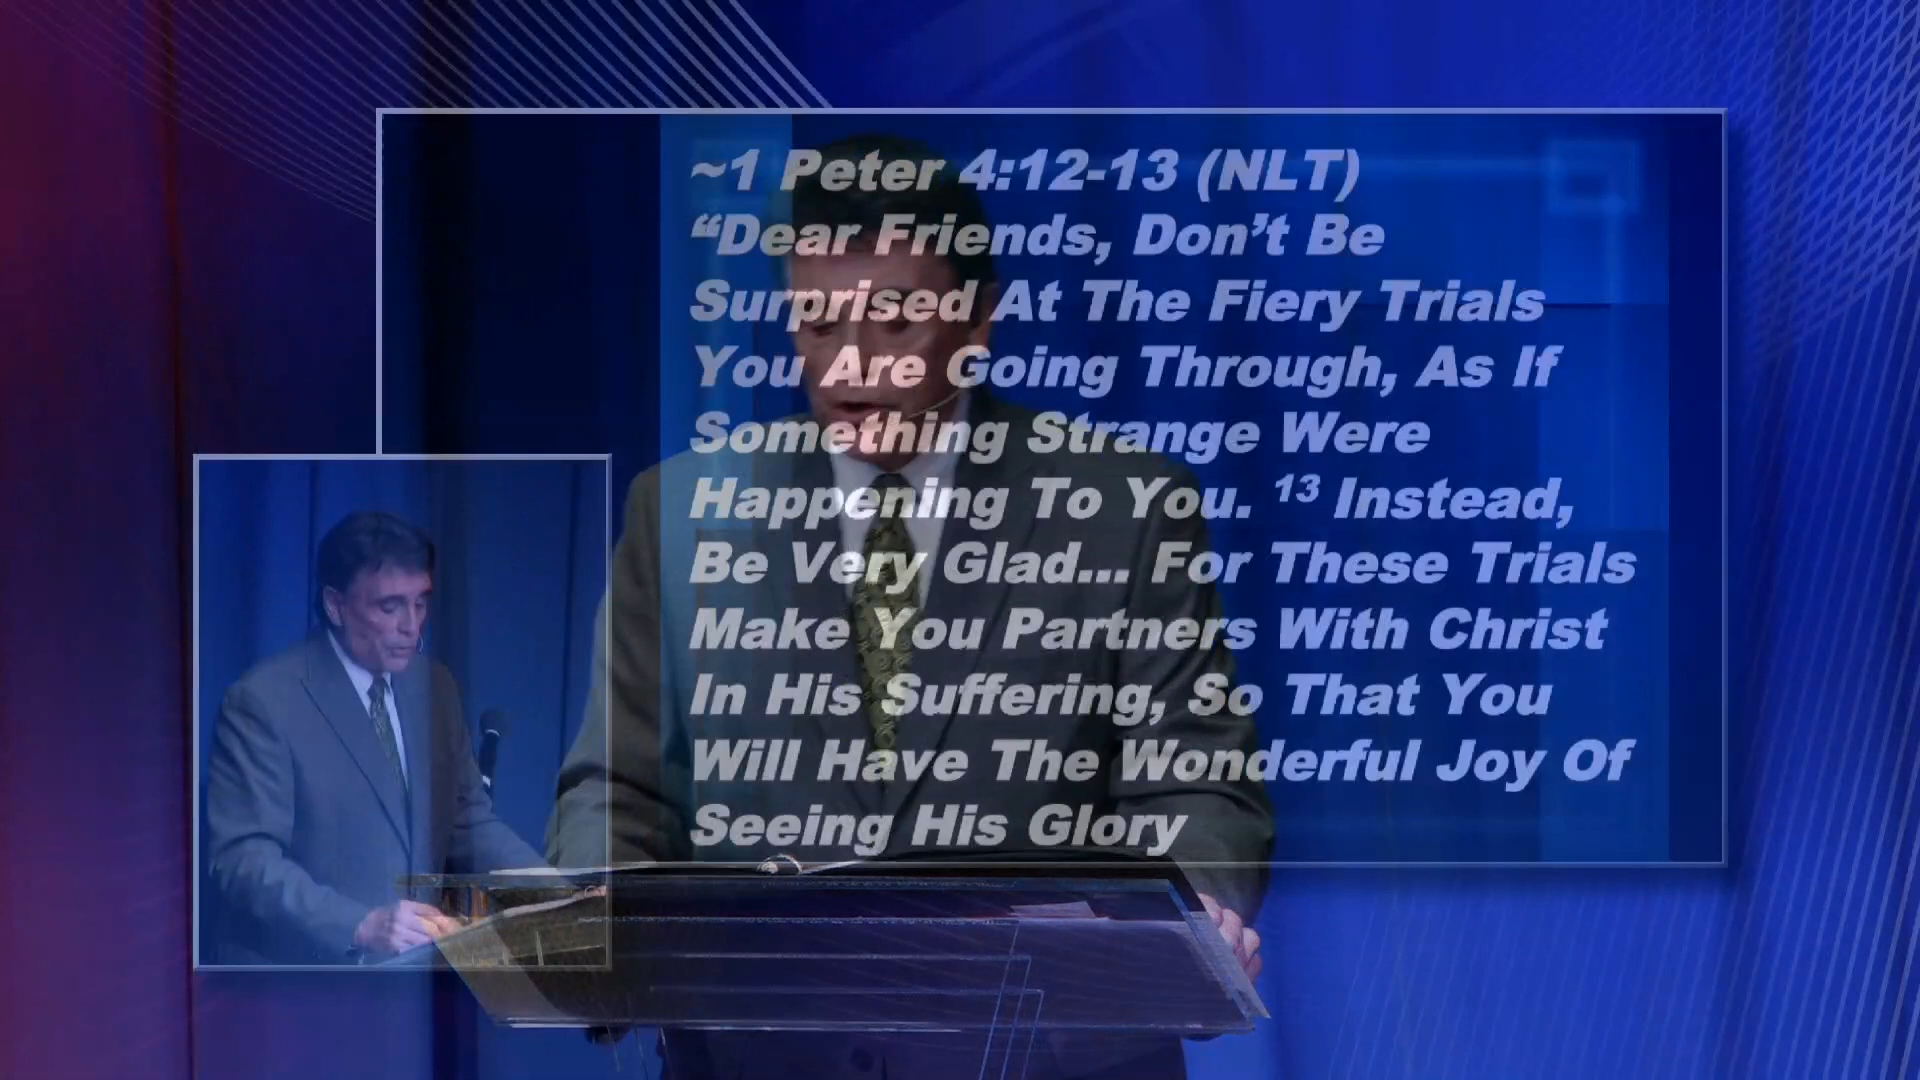 ~1 Peter 4:12-13 (NLT)
“Dear Friends, Don’t Be
Surprised At The Fiery Trials
You Are Going Through, As If
Something Strange Were
Happening To You. ¹³ Instead,
Be Very Glad... For These Trials
Make You Partners With Christ
In His Suffering, So That You
Will Have The Wonderful Joy Of
Seeing His Glory